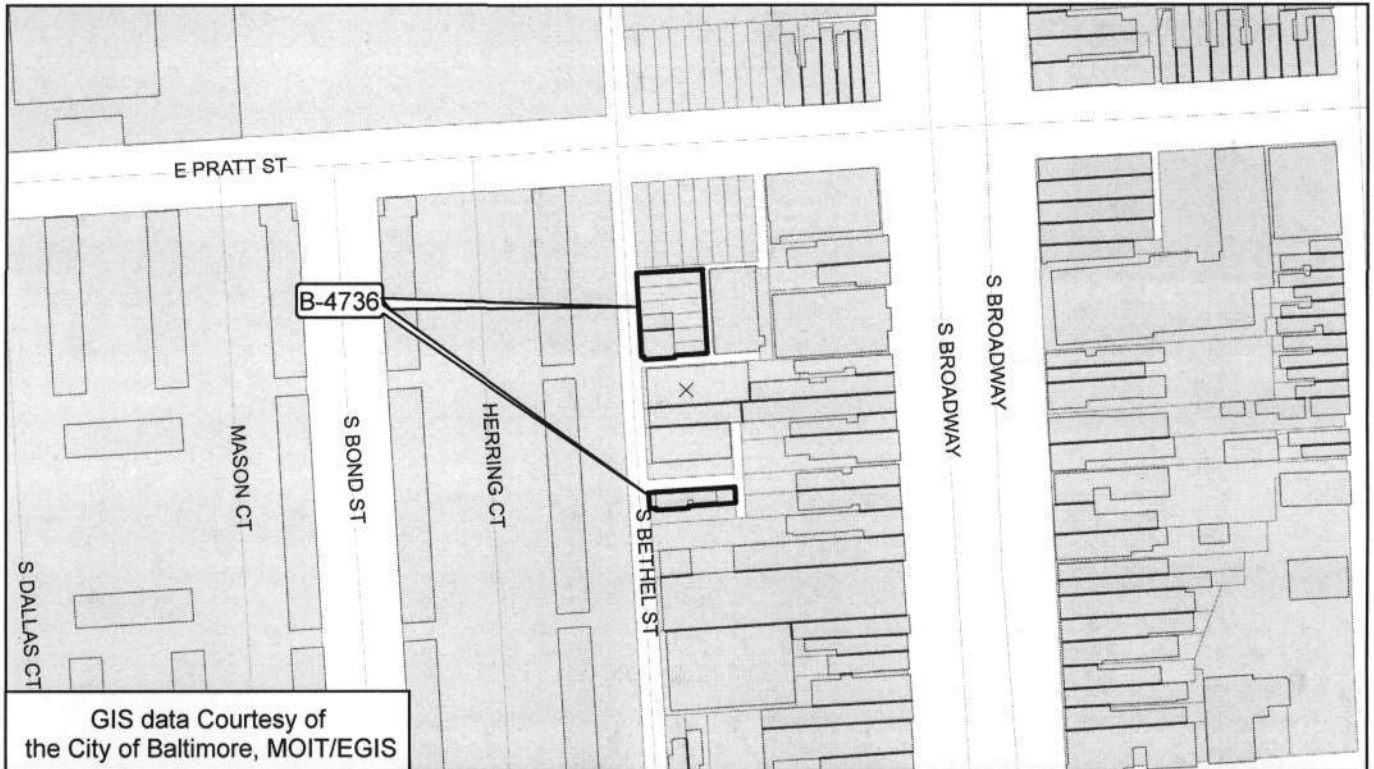 E PRATT ST
B-4736
S BROADWAY
S BROADWAY
S BOND ST
HERRING CT
MASON CT
S BETHEL ST
S DALLAS CT
GIS data Courtesy of
the City of Baltimore, MOIT/EGIS